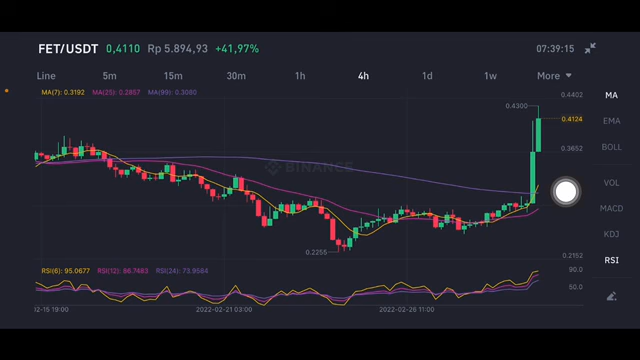 FET/USDT 0,4110 Rp 5.894,93 +41,97% 07:39:15
Line 5m 15m 30m 1h 4h 1d 1w More
MA(7): 0.3192 MA(25): 0.2857 MA(99): 0.3080
0.4402
0.4300
0.4124
0.3652
BINANCE
0.2255
0.2152
RSI(6): 95.0677 RSI(12): 86.7483 RSI(24): 73.9584
90.0
60.0
02-15 19:00 2022-02-21 03:00 2022-02-26 11:00
MA
EMA
BOLL
VOL
MACD
KDJ
RSI